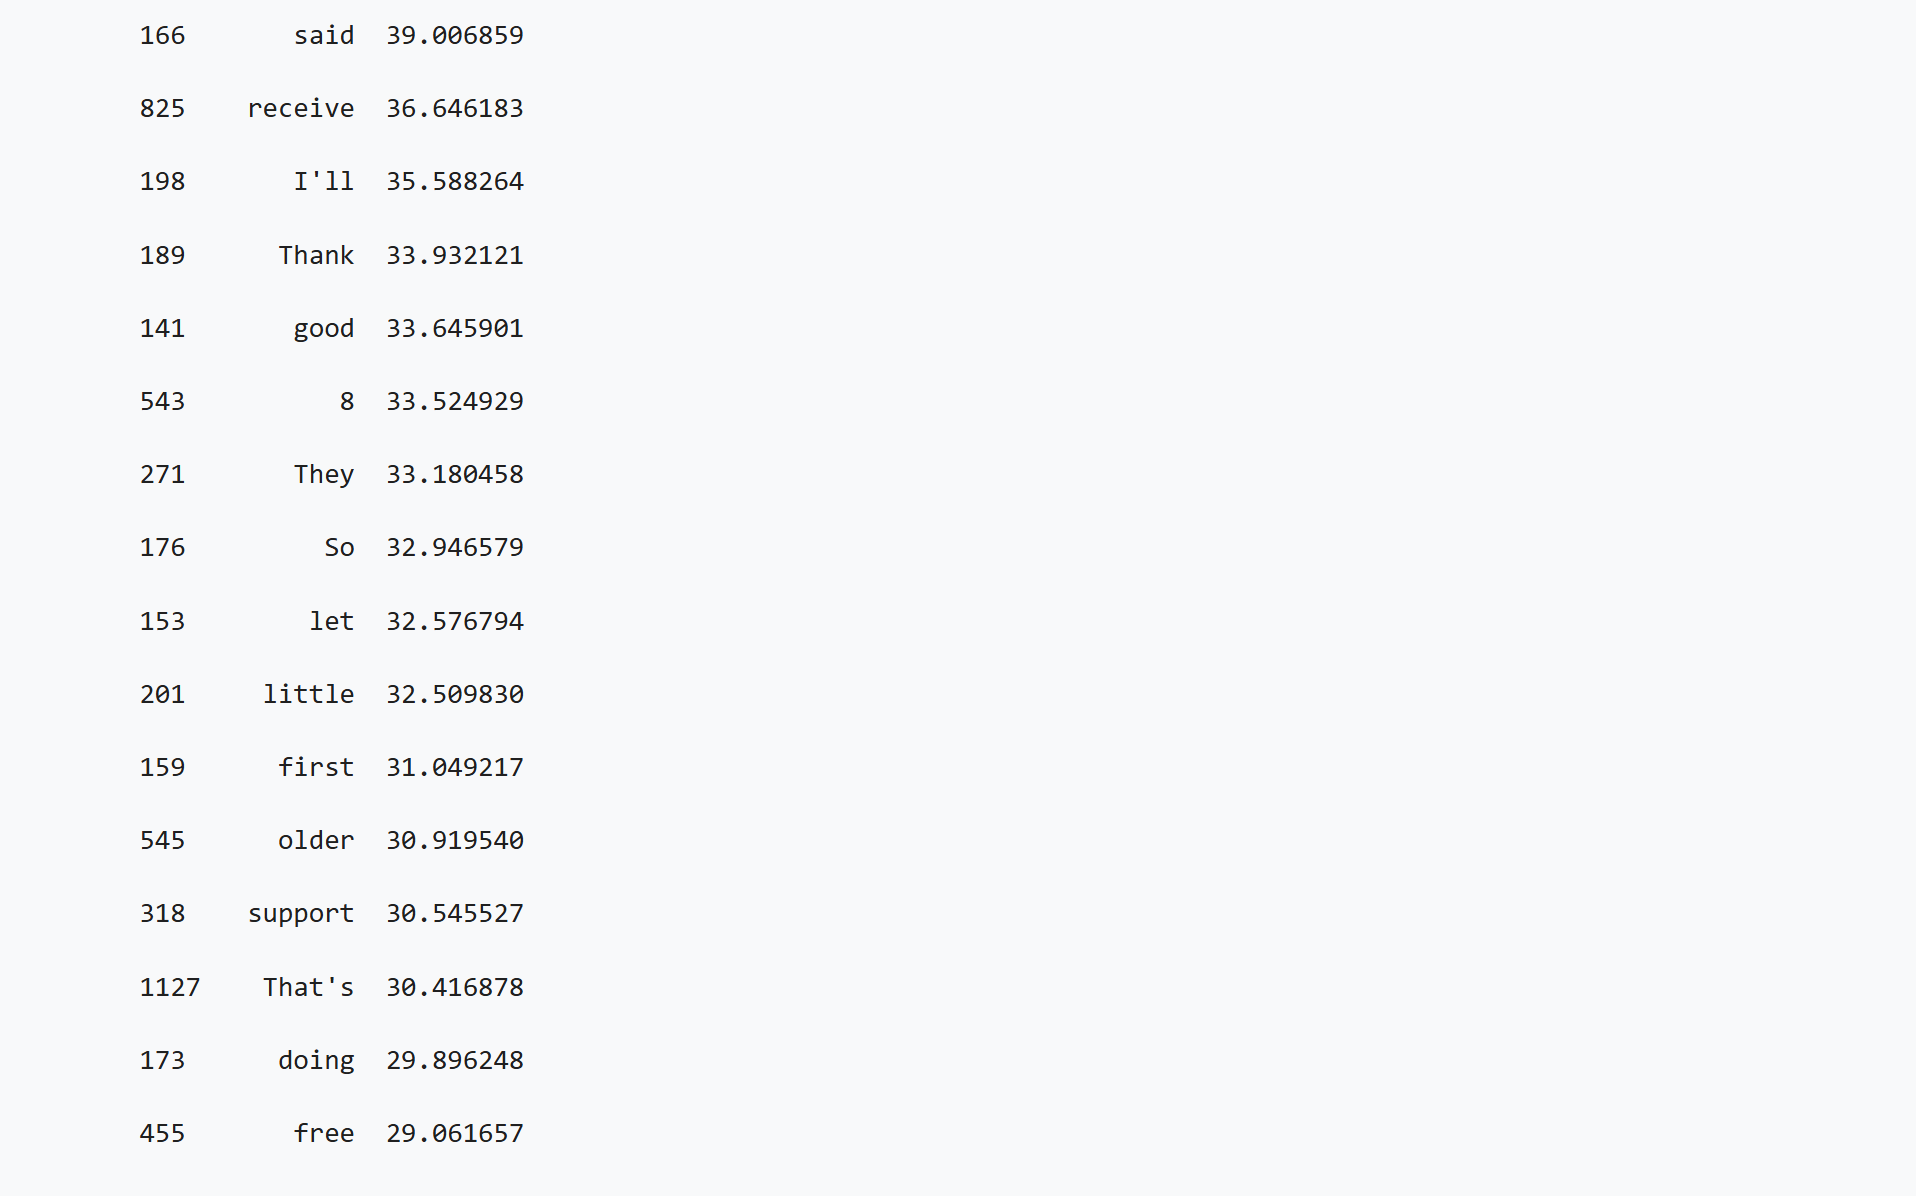 166 said 39.006859
825 receive 36.646183
198 I'll 35.588264
189 Thank 33.932121
141 good 33.645901
543 8 33.524929
271 They 33.180458
176 So 32.946579
153 let 32.576794
201 little 32.509830
159 first 31.049217
545 older 30.919540
318 support 30.545527
1127 That's 30.416878
173 doing 29.896248
455 free 29.061657